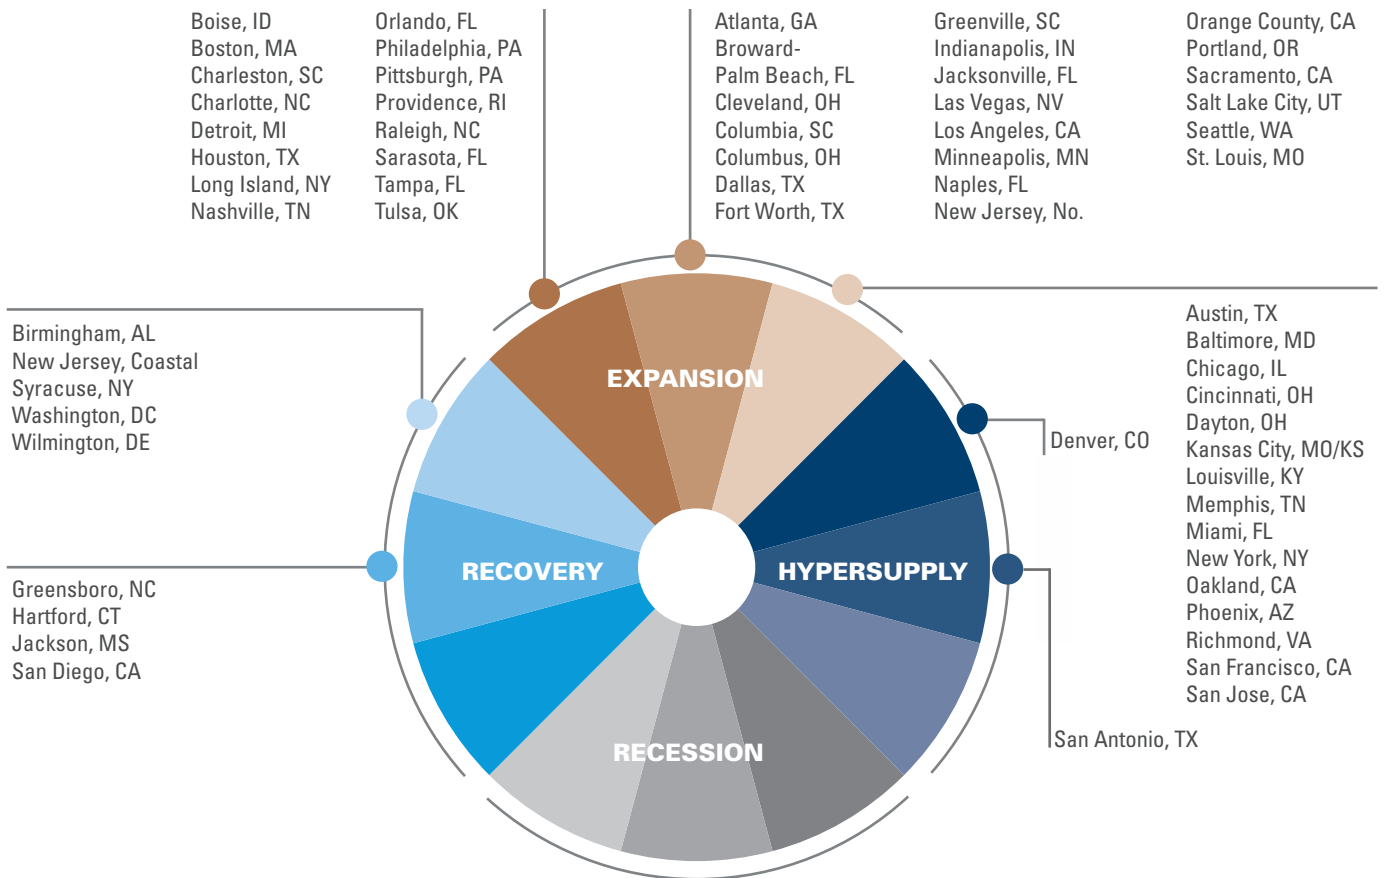 Boise, ID
Boston, MA
Charleston, SC
Charlotte, NC
Detroit, MI
Houston, TX
Long Island, NY
Nashville, TN
Orlando, FL
Philadelphia, PA
Pittsburgh, PA
Providence, RI
Raleigh, NC
Sarasota, FL
Tampa, FL
Tulsa, OK
Atlanta, GA
Broward-
Palm Beach, FL
Cleveland, OH
Columbia, SC
Columbus, OH
Dallas, TX
Fort Worth, TX
Greenville, SC
Indianapolis, IN
Jacksonville, FL
Las Vegas, NV
Los Angeles, CA
Minneapolis, MN
Naples, FL
New Jersey, No.
Orange County, CA
Portland, OR
Sacramento, CA
Salt Lake City, UT
Seattle, WA
St. Louis, MO
Birmingham, AL
New Jersey, Coastal
Syracuse, NY
Washington, DC
Wilmington, DE
Greensboro, NC
Hartford, CT
Jackson, MS
San Diego, CA
EXPANSION
RECOVERY
HYPERSUPPLY
RECESSION
Denver, CO
San Antonio, TX
Austin, TX
Baltimore, MD
Chicago, IL
Cincinnati, OH
Dayton, OH
Kansas City, MO/KS
Louisville, KY
Memphis, TN
Miami, FL
New York, NY
Oakland, CA
Phoenix, AZ
Richmond, VA
San Francisco, CA
San Jose, CA